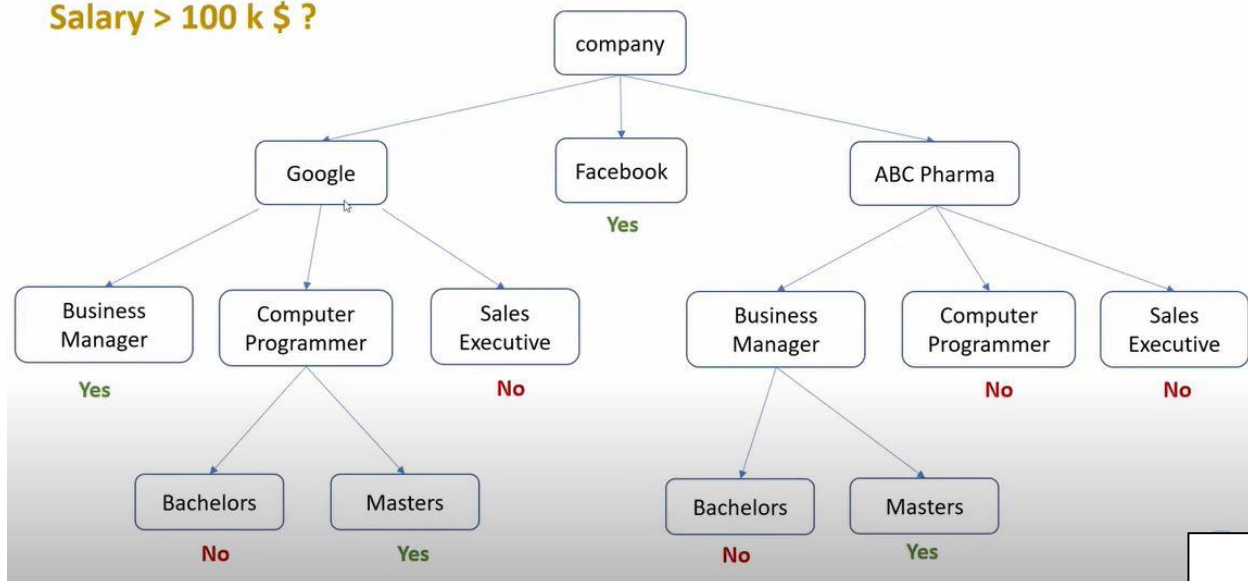 Salary > 100 k $ ?
company
Google
Facebook
ABC Pharma
Yes
Business
Manager
Computer
Programmer
Sales
Executive
Business
Manager
Computer
Programmer
Sales
Executive
Yes
No
No
No
Bachelors
Masters
Bachelors
Masters
No
Yes
No
Yes